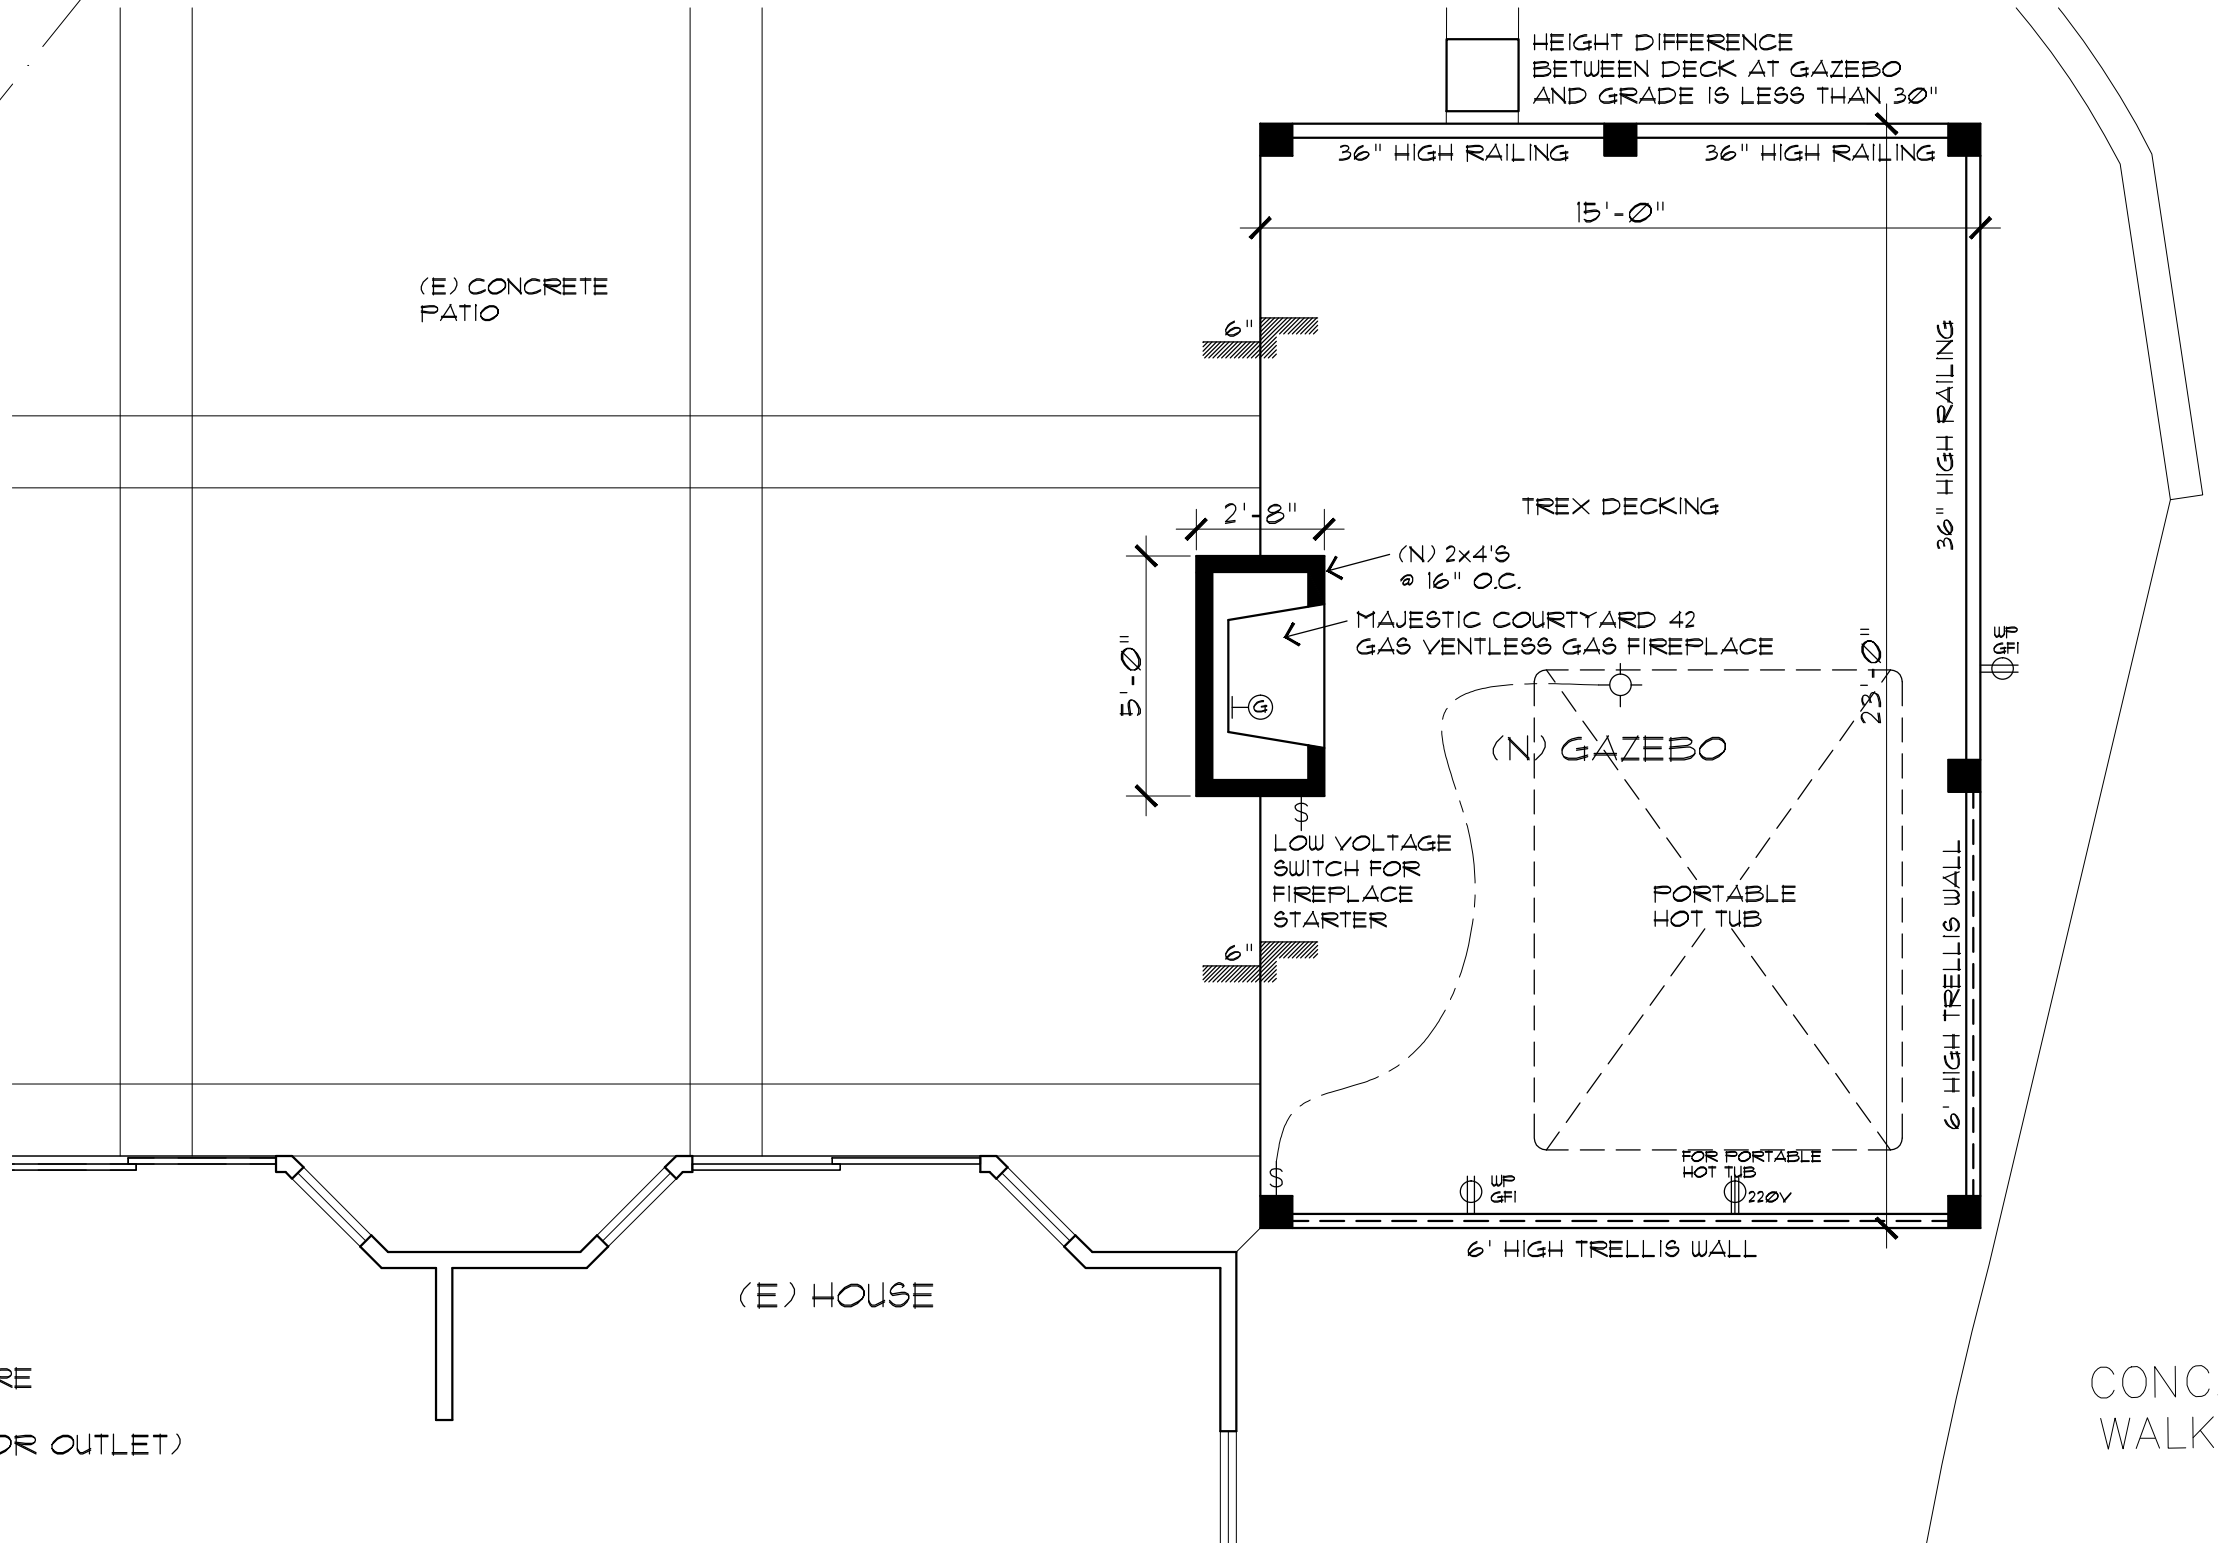 HEIGHT DIFFERENCE
BETWEEN DECK AT GAZEBO
AND GRADE IS LESS THAN 30"
36" HIGH RAILING
36" HIGH RAILING
15'-0"
(E) CONCRETE
PATIO
6"
36" HIGH RAILING
TREX DECKING
2'-8"
(N) 2x4'S
@ 16" O.C.
MAJESTIC COURTYARD 42
GAS VENTLESS GAS FIREPLACE
5'-0"
G
23'-0"
WP
GFI
(N) GAZEBO
S
LOW VOLTAGE
SWITCH FOR
FIREPLACE
STARTER
PORTABLE
HOT TUB
6"
6' HIGH TRELLIS WALL
S
WP
GFI
FOR PORTABLE
HOT TUB
220V
6' HIGH TRELLIS WALL
(E) HOUSE
RE
OR OUTLET)
CONC.
WALK